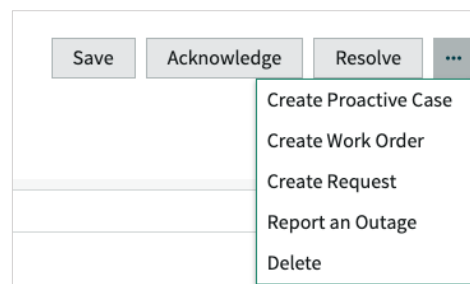 Save Acknowledge Resolve ...
Create Proactive Case
Create Work Order
Create Request
Report an Outage
Delete